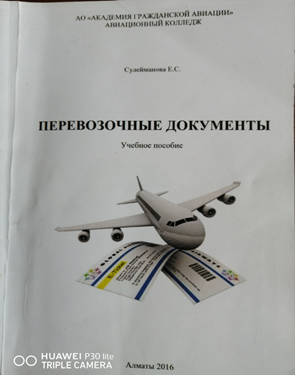 АО «АКАДЕМИЯ ГРАЖДАНСКОЙ АВИАЦИИ»
АВИАЦИОННЫЙ КОЛЛЕДЖ
Сулейманова Е.С.
ПЕРЕВОЗОЧНЫЕ ДОКУМЕНТЫ
Учебное пособие
Алматы 2016
HUAWEI P30 lite
TRIPLE CAMERA